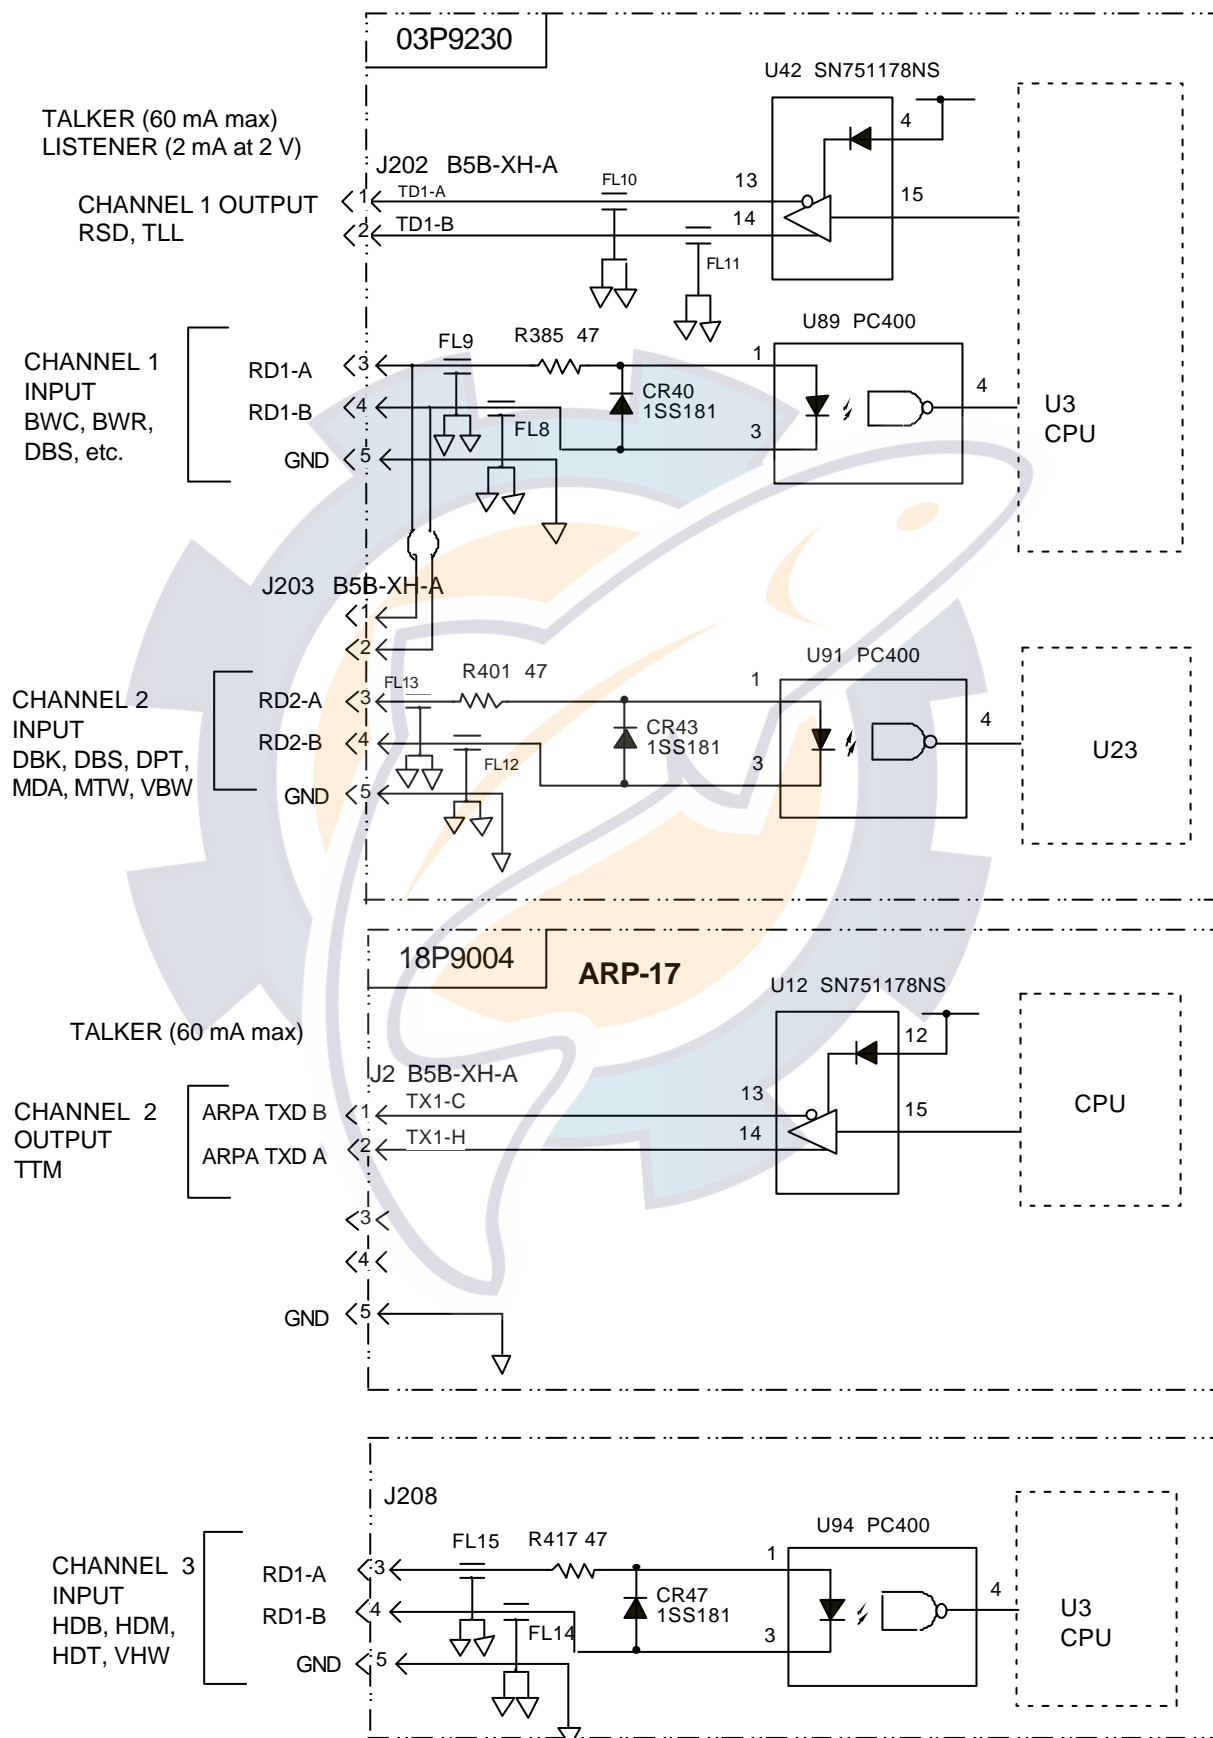 03P9230
U42 SN751178NS
4
TALKER (60 mA max)
LISTENER (2 mA at 2 V)
J202 B5B-XH-A
FL10
13
15
1
TD1-A
CHANNEL 1 OUTPUT
RSD, TLL
2
TD1-B
14
FL11
U89 PC400
CHANNEL 1
INPUT
BWC, BWR,
DBS, etc.
RD1-A
3
FL9
R385 47
1
CR40
1SS181
4
RD1-B
4
FL8
3
U3
CPU
GND
5
J203 B5B-XH-A
1
2
U91 PC400
CHANNEL 2
INPUT
DBK, DBS, DPT,
MDA, MTW, VBW
RD2-A
3
FL13
R401 47
1
4
CR43
1SS181
RD2-B
4
FL12
3
U23
GND
5
18P9004
ARP-17
U12 SN751178NS
12
TALKER (60 mA max)
J2 B5B-XH-A
CHANNEL 2
OUTPUT
TTM
ARPA TXD B
1
TX1-C
13
15
CPU
ARPA TXD A
2
TX1-H
14
3
4
GND
5
J208
U94 PC400
CHANNEL 3
INPUT
HDB, HDM,
HDT, VHW
RD1-A
3
FL15
R417 47
1
4
CR47
1SS181
RD1-B
4
FL14
3
U3
CPU
GND
5